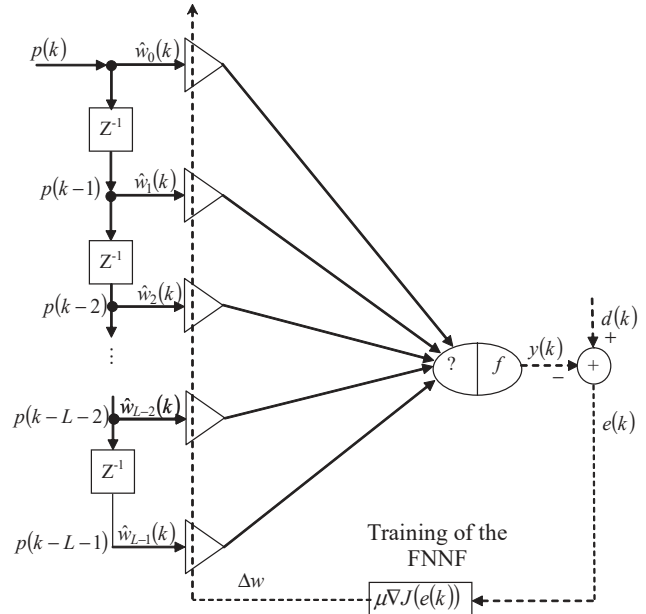 p(k) ŵ₀(k)
Z⁻¹
p(k−1) ŵ₁(k)
Z⁻¹
p(k−2) ŵ₂(k)
⋮
d(k)
+
? f y(k) − +
e(k)
p(k−L−2) ŵ_{L−2}(k)
Z⁻¹
p(k−L−1) ŵ_{L−1}(k)
Training of the
FNNF
Δw μ∇J(e(k))